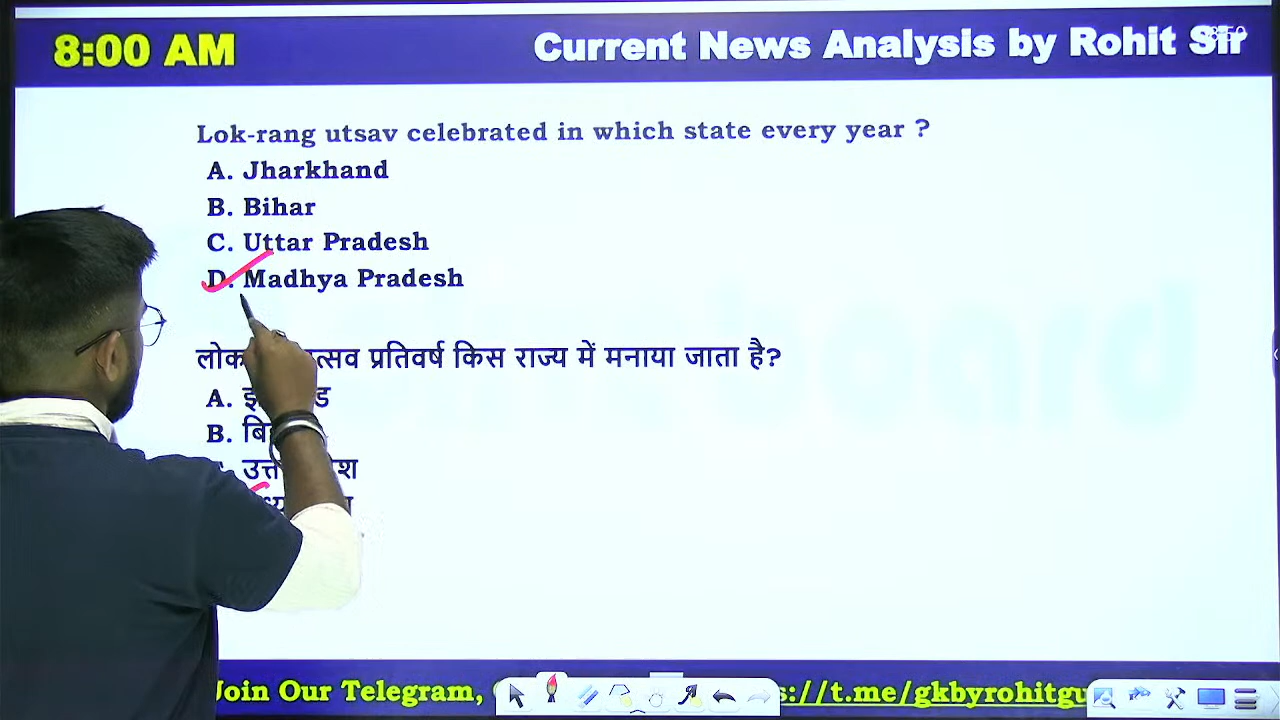 8:00 AM
Current News Analysis by Rohit Sir
Lok-rang utsav celebrated in which state every year ?
A. Jharkhand
B. Bihar
C. Uttar Pradesh
D. Madhya Pradesh
प्रतिवर्ष किस राज्य में मनाया जाता है?
A.
B.
Join Our Telegram,
s://t.me/gkbyrohitgu